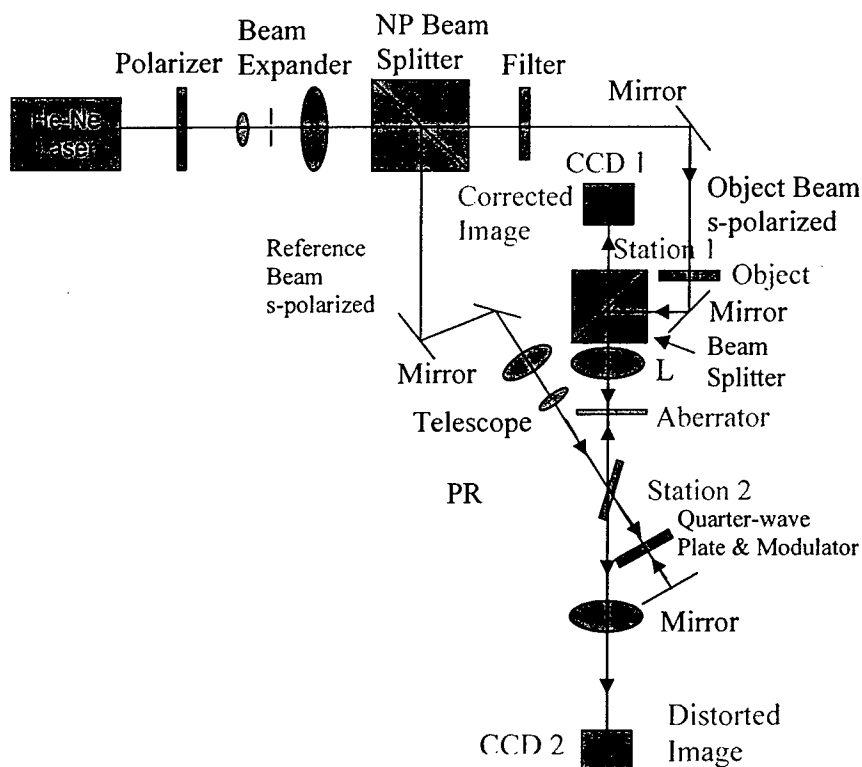 NP Beam
Splitter
Beam
Expander
Polarizer
Filter
Mirror
He-Ne
Laser
CCD 1
Corrected
Image
Object Beam
s-polarized
Station 1
Reference
Beam
s-polarized
Object
Mirror
Beam
Splitter
Mirror
L
Telescope
Aberrator
PR
Station 2
Quarter-wave
Plate & Modulator
Mirror
CCD 2
Distorted
Image